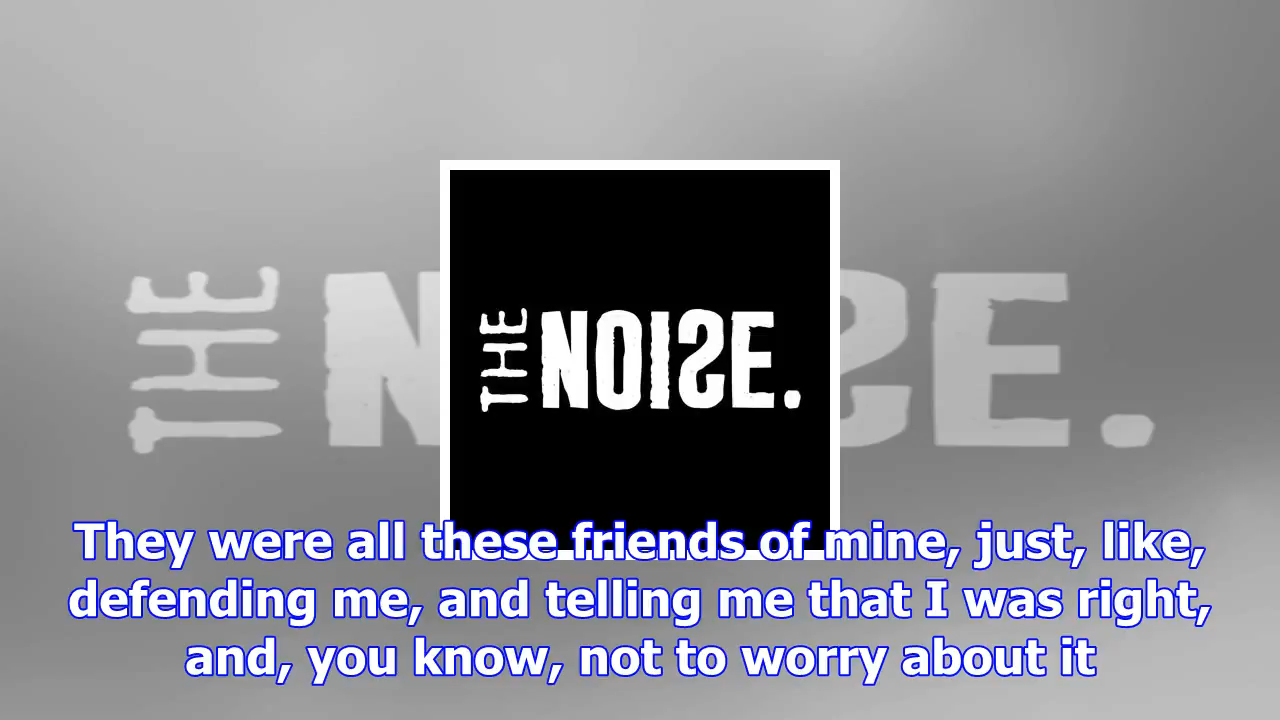 THE NOISE.
THE N SE.
They were all these friends of mine, just, like,
defending me, and telling me that I was right,
and, you know, not to worry about it